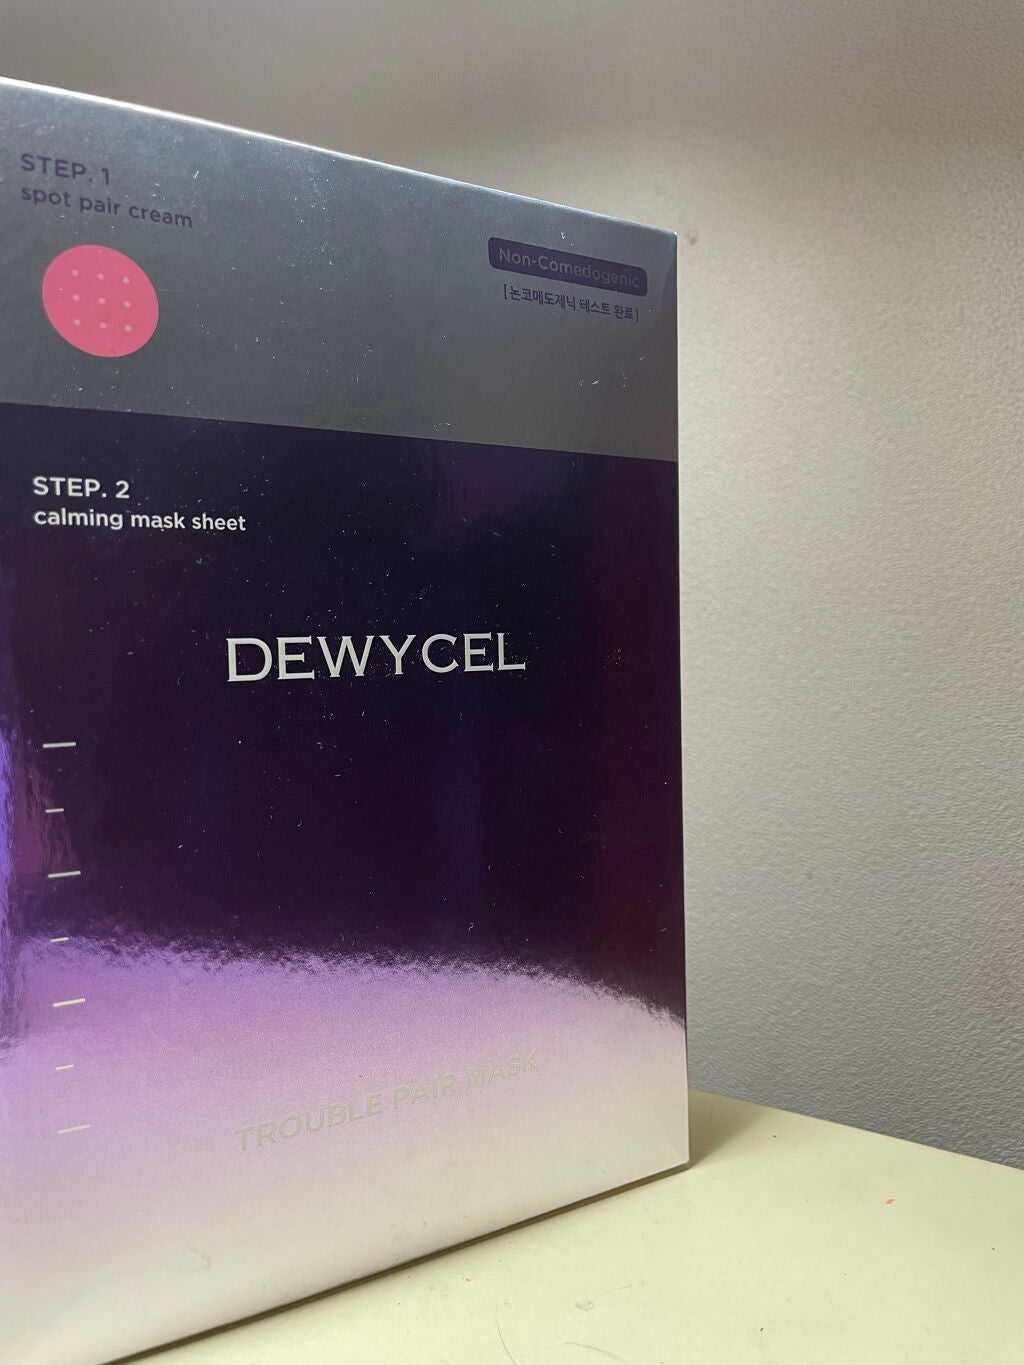 STEP. 1
spot pair cream
Non-Comedogenic
[논코메도제닉 테스트 완료]
STEP. 2
calming mask sheet
DEWYCEL
TROUBLE PAIR MASK